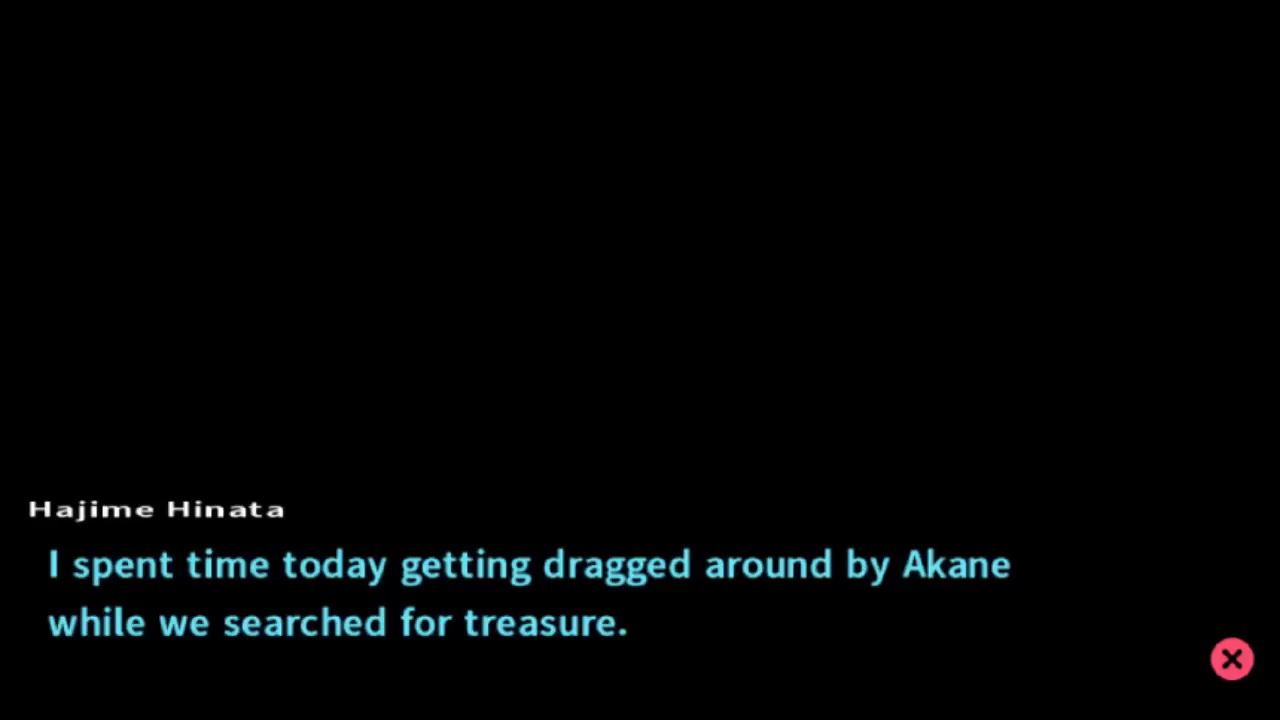 Hajime Hinata
I spent time today getting dragged around by Akane
while we searched for treasure.